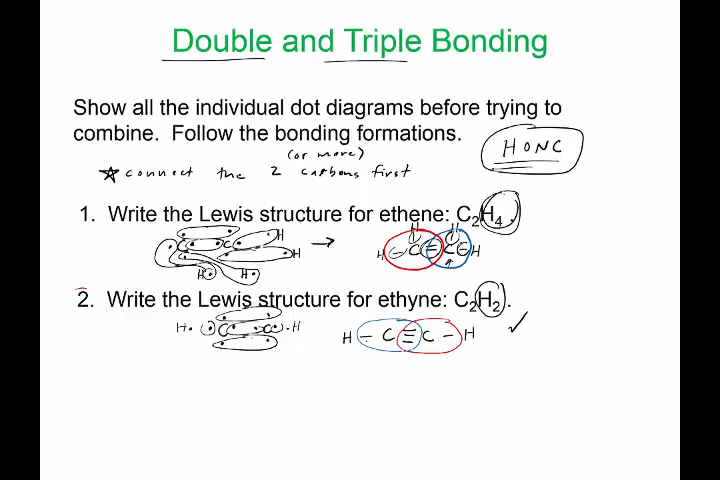 Double and Triple Bonding
Show all the individual dot diagrams before trying to
combine. Follow the bonding formations.
HONC
(or more)
★ connect the 2 carbons first
1. Write the Lewis structure for ethene: C₂H₄.
H
C C H
H H
→
H H
H – C = C – H
2. Write the Lewis structure for ethyne: C₂H₂.
H· ·C C· ·H
H – C ≡ C – H ✓